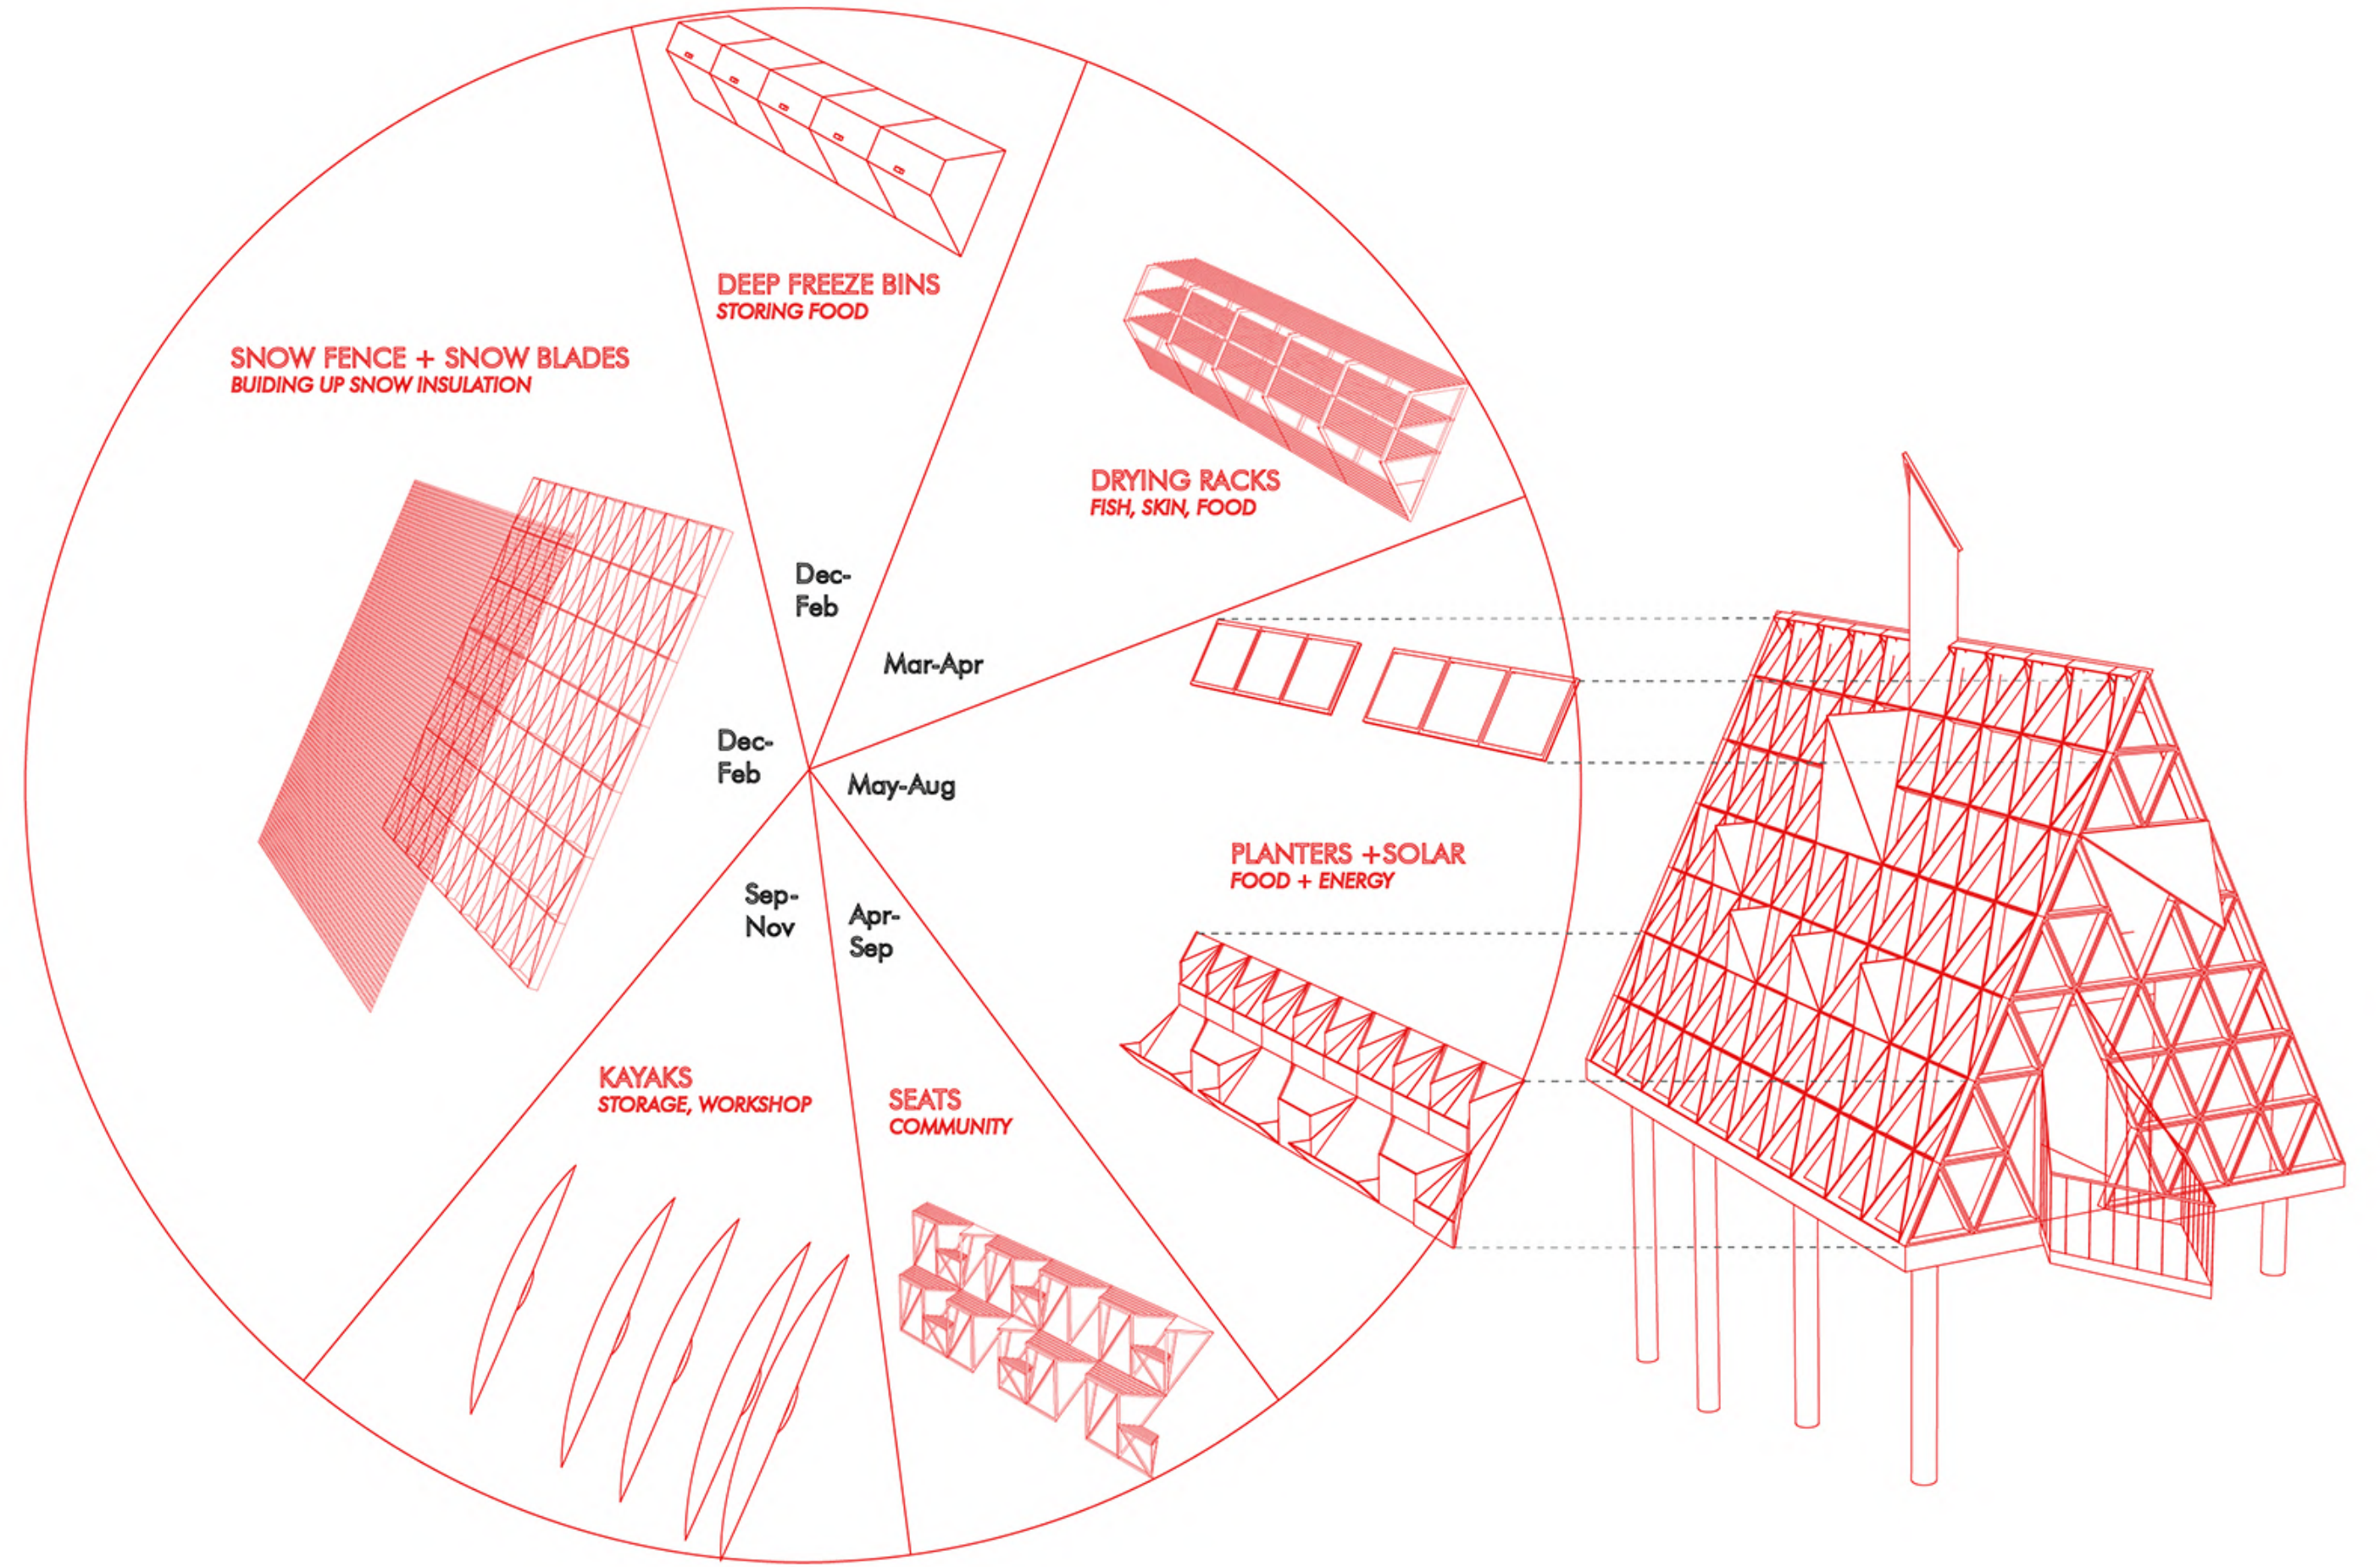 DEEP FREEZE BINS
STORING FOOD
SNOW FENCE + SNOW BLADES
BUIDING UP SNOW INSULATION
DRYING RACKS
FISH, SKIN, FOOD
Dec-
Feb
Mar-Apr
Dec-
Feb
May-Aug
PLANTERS +SOLAR
FOOD + ENERGY
Sep-
Nov
Apr-
Sep
KAYAKS
STORAGE, WORKSHOP
SEATS
COMMUNITY